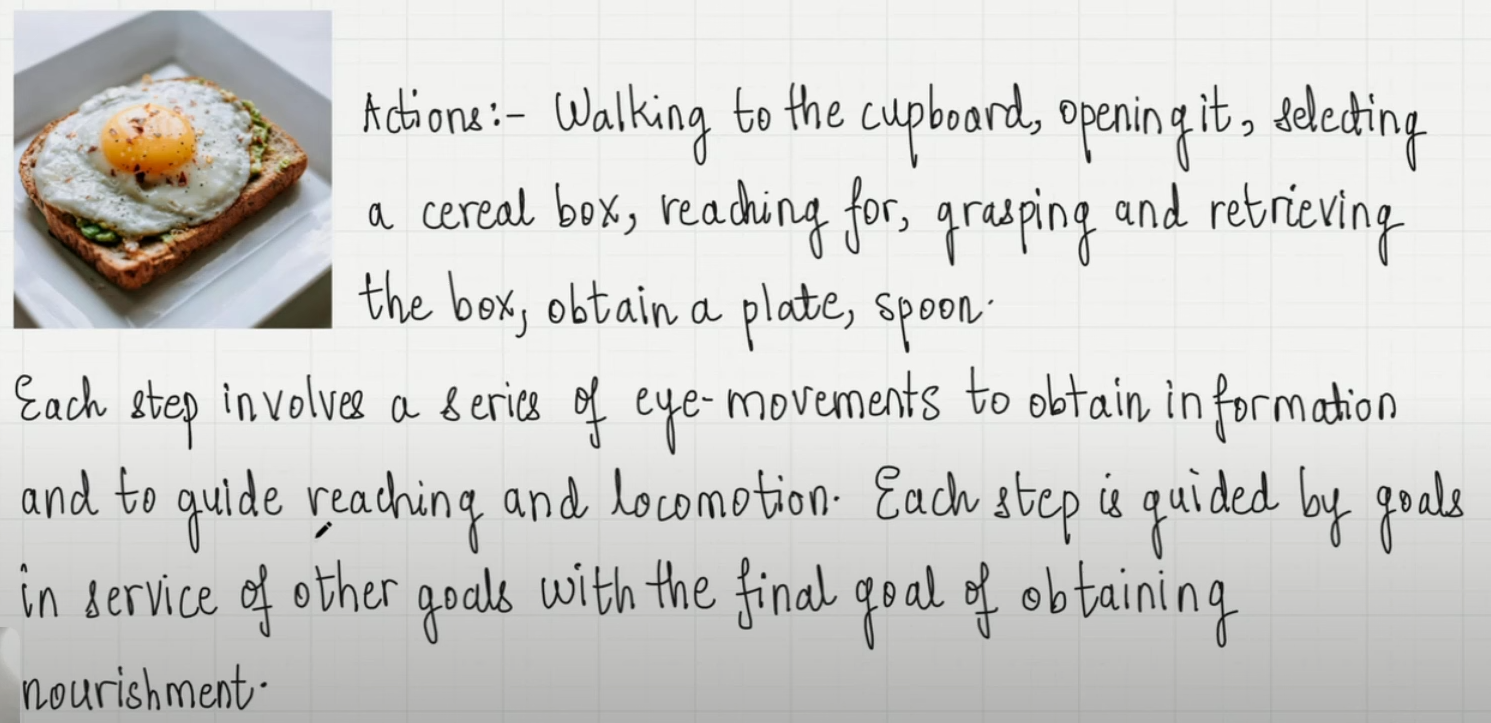 Actions:- Walking to the cupboard, opening it, selecting
a cereal box, reaching for, grasping and retrieving
the box, obtain a plate, spoon.
Each step involves a series of eye-movements to obtain information
and to guide reaching and locomotion. Each step is guided by goals
in service of other goals with the final goal of obtaining
nourishment.